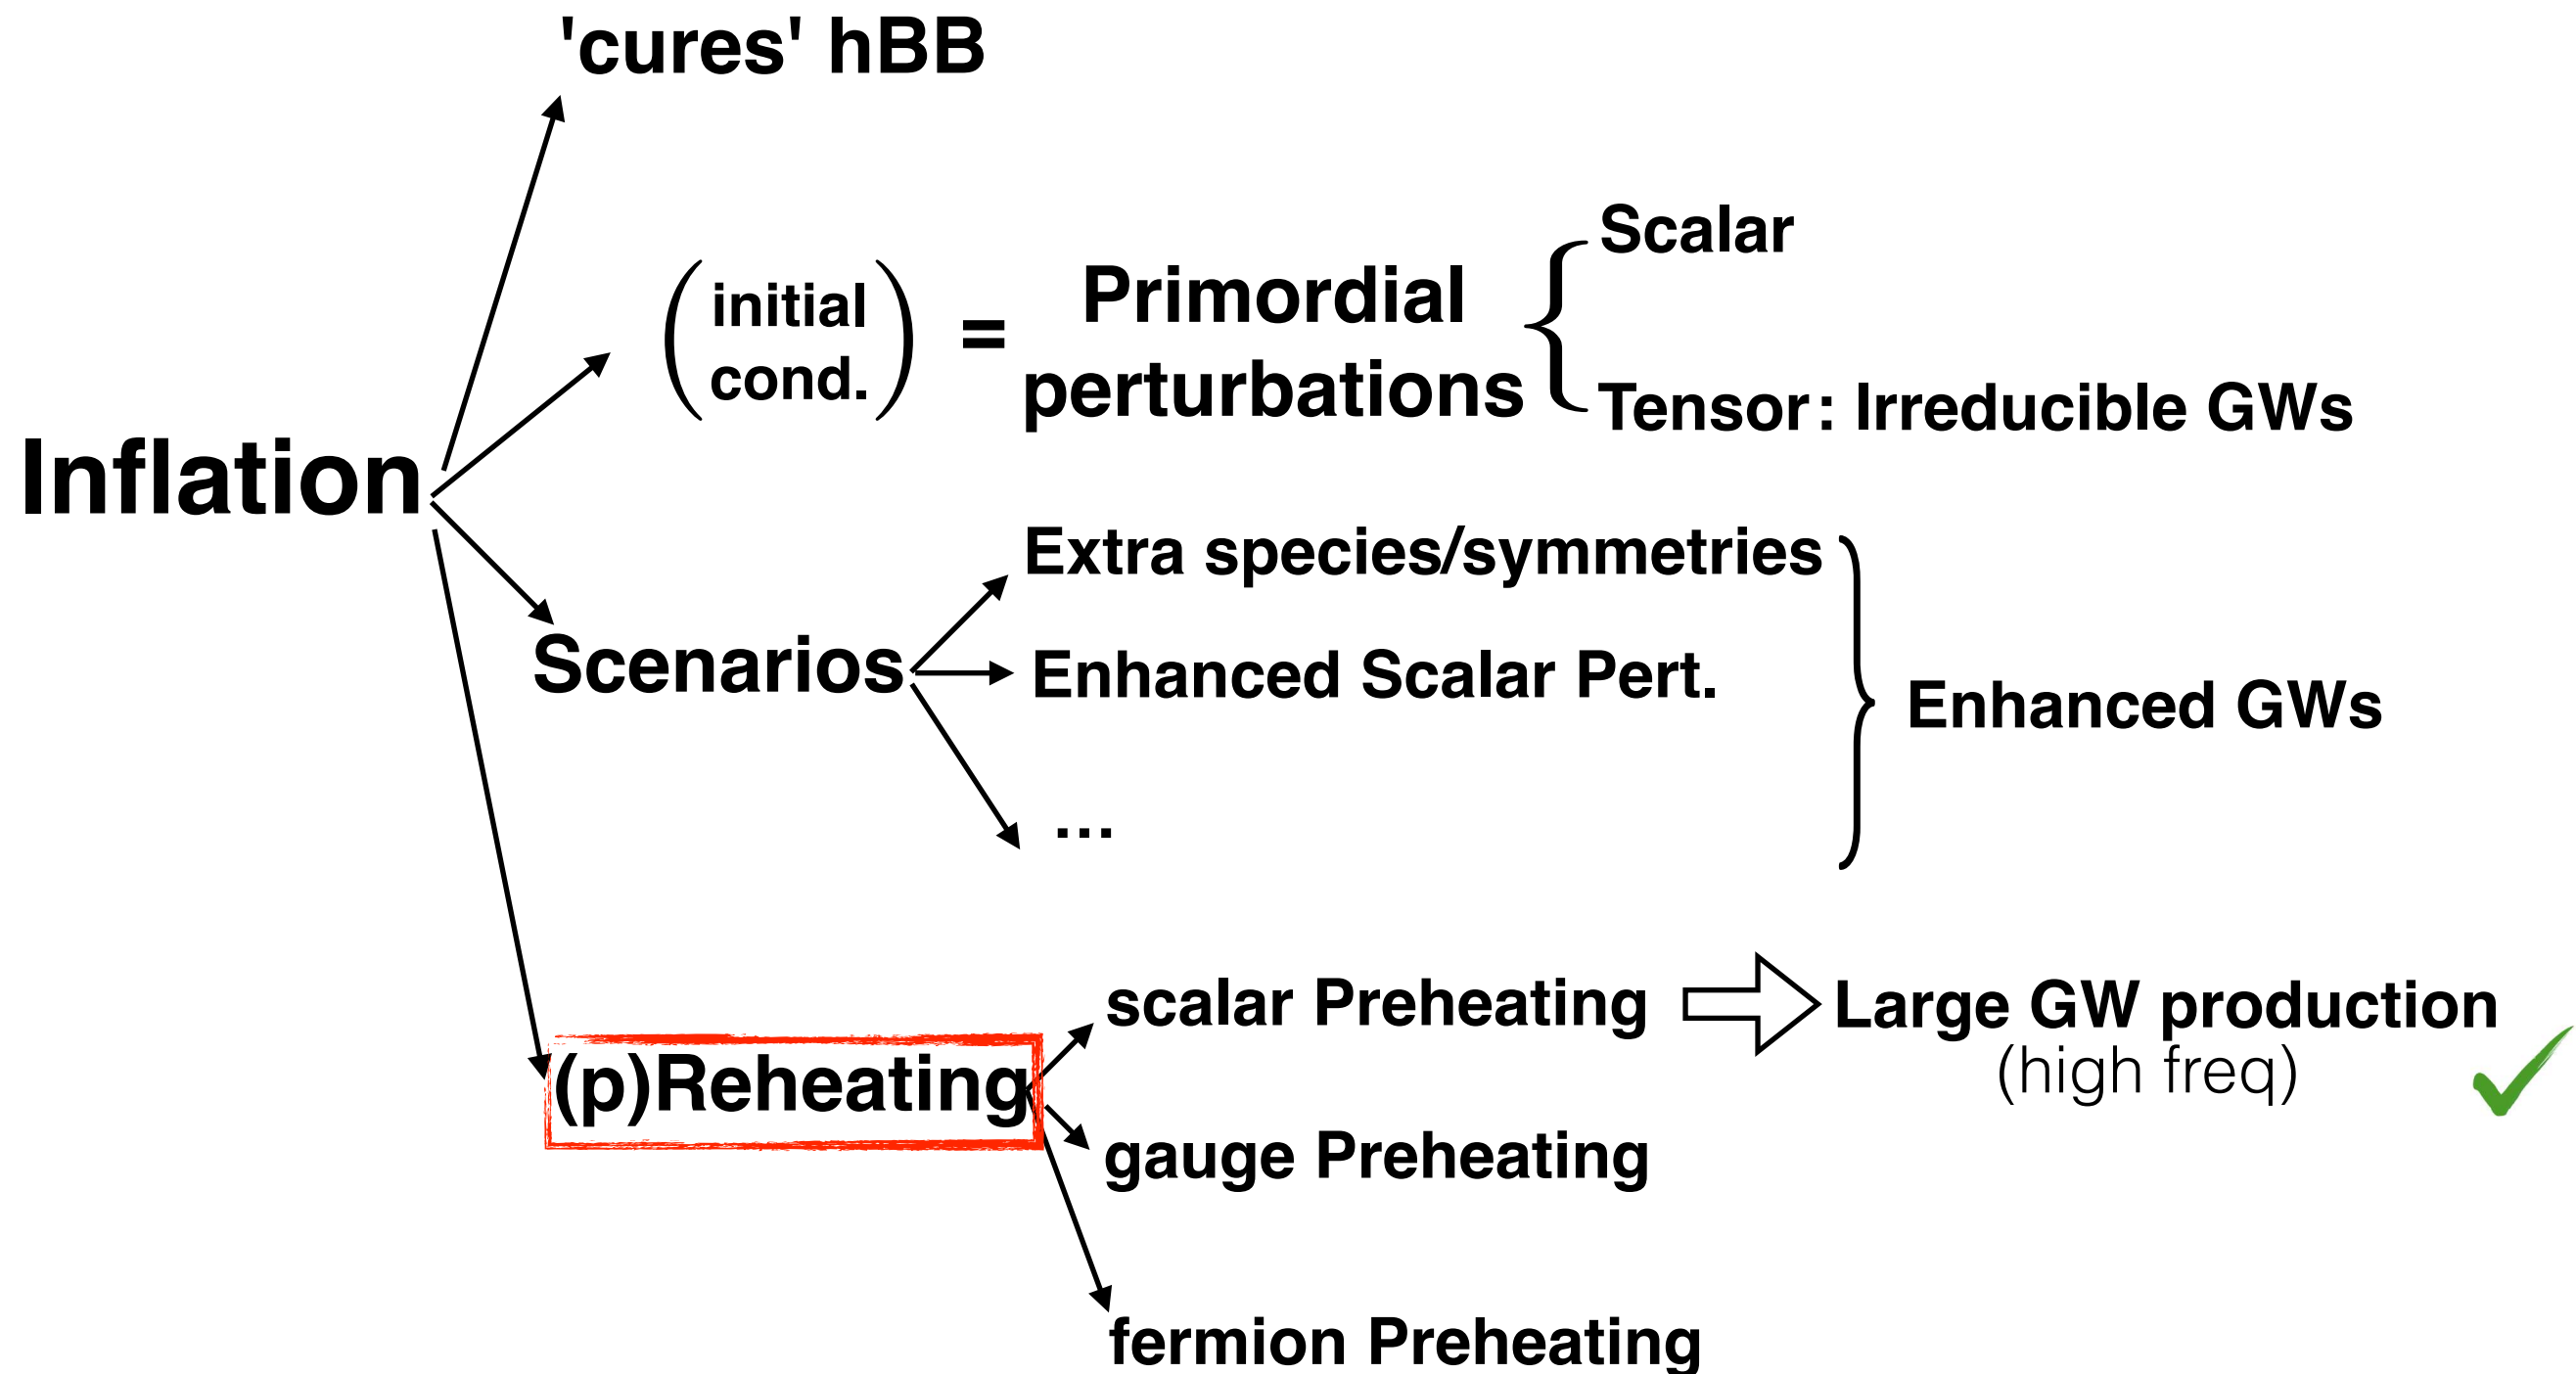 'cures' hBB
Scalar
initial
cond.
=
Primordial
perturbations
Tensor: Irreducible GWs
Inflation
Extra species/symmetries
Scenarios
Enhanced Scalar Pert.
Enhanced GWs
...
scalar Preheating
Large GW production
(high freq)
(p)Reheating
gauge Preheating
fermion Preheating